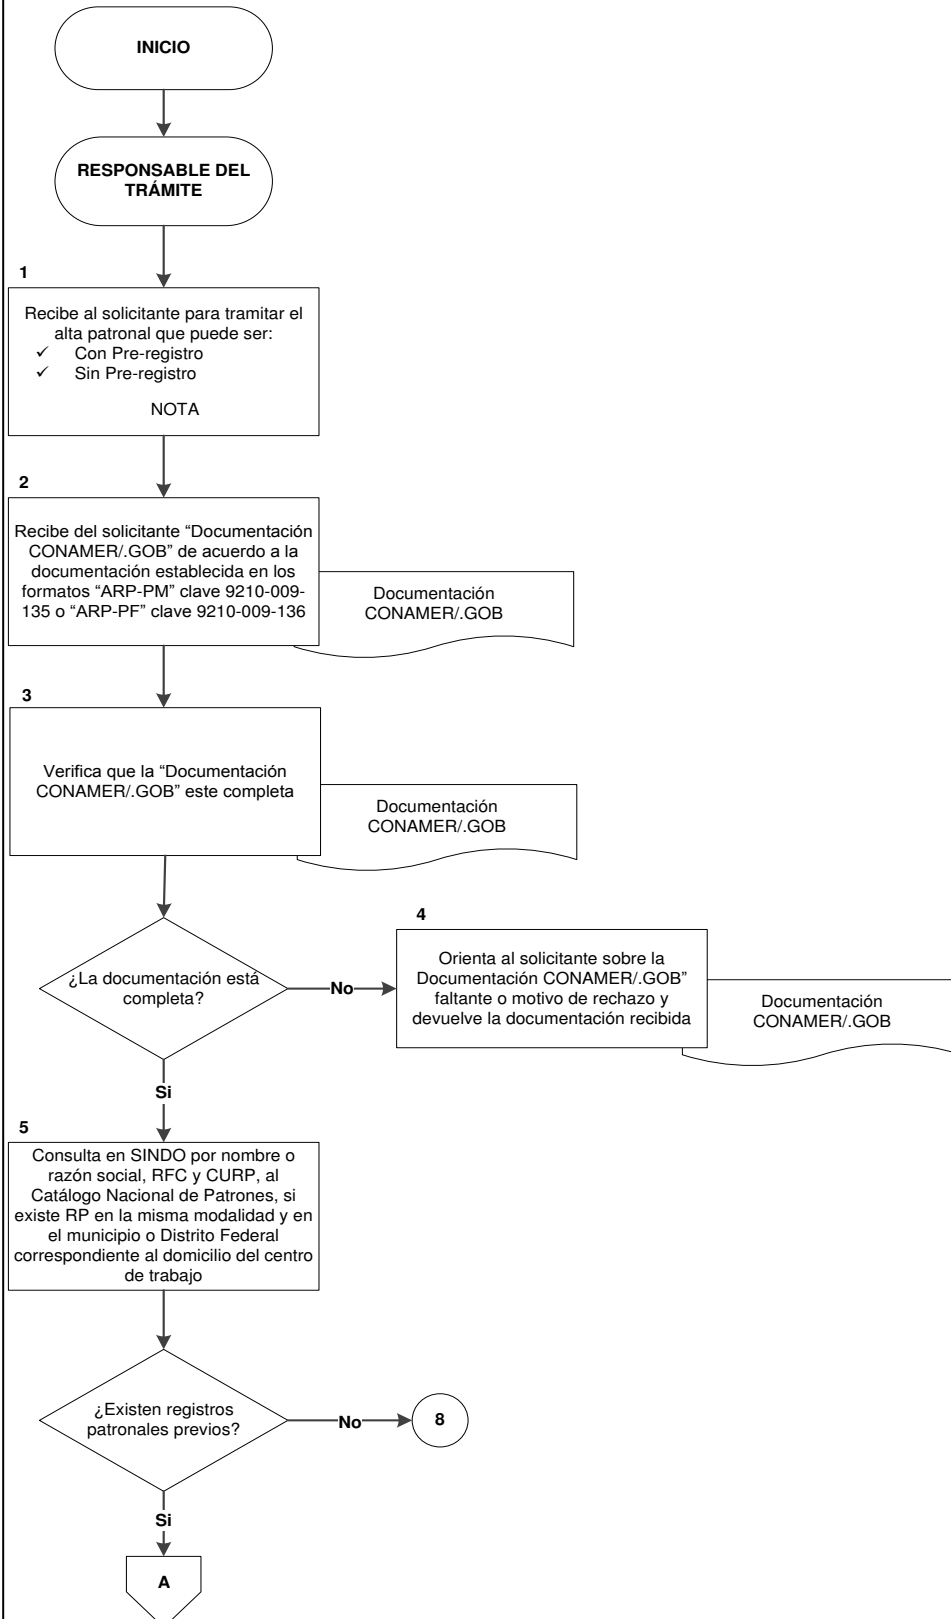 INICIO
RESPONSABLE DEL
TRÁMITE
1
Recibe al solicitante para tramitar el
alta patronal que puede ser:
✓ Con Pre-registro
✓ Sin Pre-registro
NOTA
2
Recibe del solicitante “Documentación
CONAMER/.GOB” de acuerdo a la
documentación establecida en los
formatos “ARP-PM” clave 9210-009-
135 o “ARP-PF” clave 9210-009-136
Documentación
CONAMER/.GOB
3
Verifica que la “Documentación
CONAMER/.GOB” este completa
Documentación
CONAMER/.GOB
¿La documentación está
completa?
No
4
Orienta al solicitante sobre la
Documentación CONAMER/.GOB”
faltante o motivo de rechazo y
devuelve la documentación recibida
Documentación
CONAMER/.GOB
Si
5
Consulta en SINDO por nombre o
razón social, RFC y CURP, al
Catálogo Nacional de Patrones, si
existe RP en la misma modalidad y en
el municipio o Distrito Federal
correspondiente al domicilio del centro
de trabajo
¿Existen registros
patronales previos?
No
8
Si
A